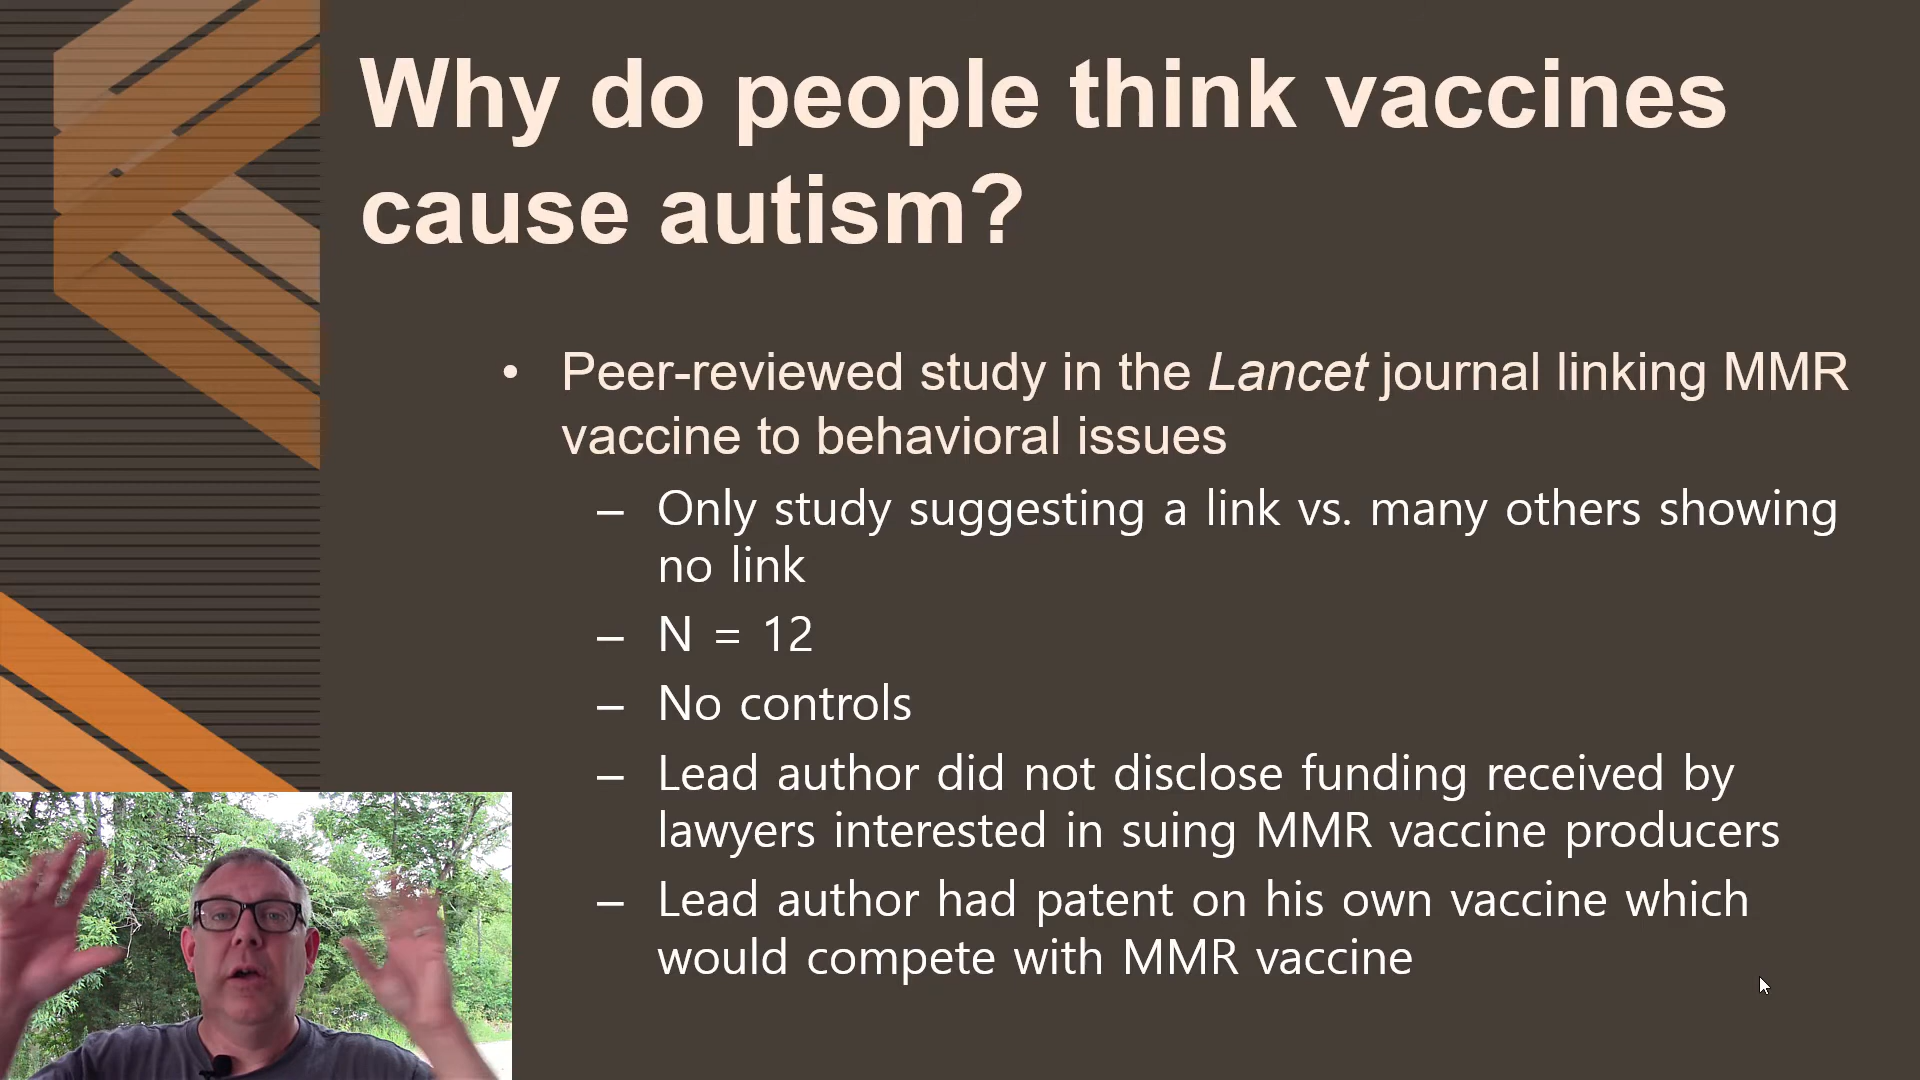 Why do people think vaccines
cause autism?
• Peer-reviewed study in the Lancet journal linking MMR
vaccine to behavioral issues
– Only study suggesting a link vs. many others showing
no link
– N = 12
– No controls
– Lead author did not disclose funding received by
lawyers interested in suing MMR vaccine producers
– Lead author had patent on his own vaccine which
would compete with MMR vaccine